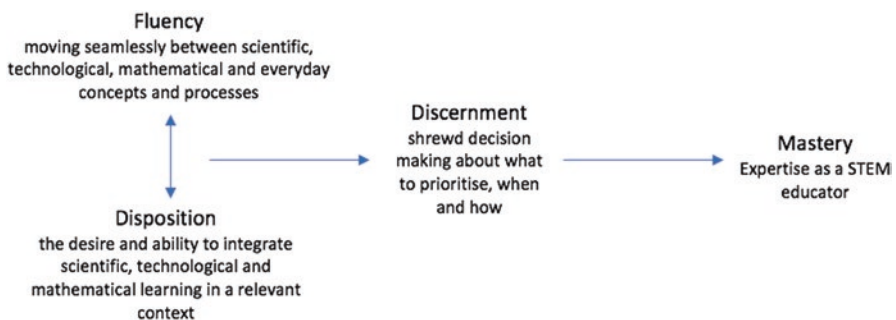 Fluency
moving seamlessly between scientific,
technological, mathematical and everyday
concepts and processes
Disposition
the desire and ability to integrate
scientific, technological and
mathematical learning in a relevant
context
Discernment
shrewd decision
making about what
to prioritise, when
and how
Mastery
Expertise as a STEM
educator